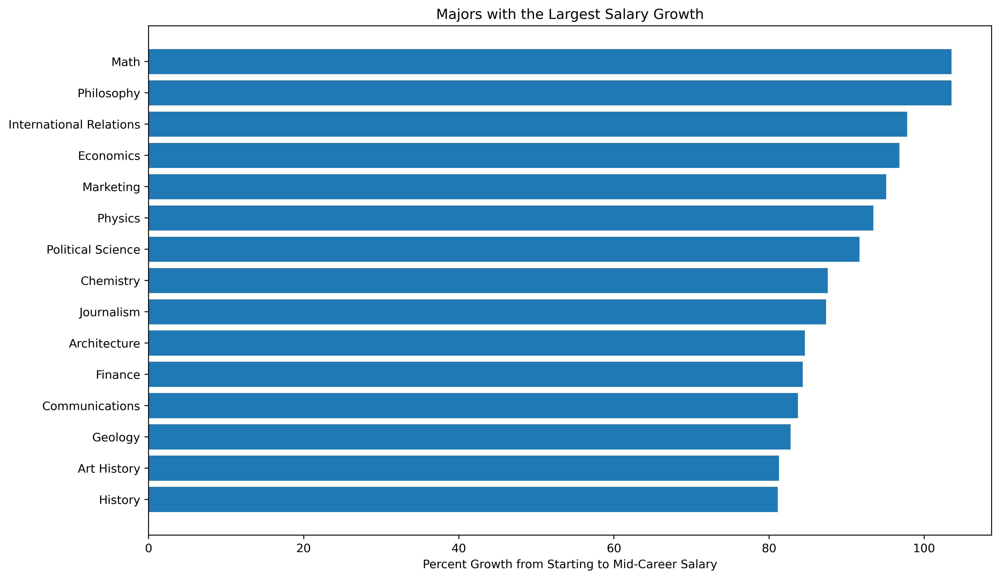 Majors with the Largest Salary Growth
Math
Philosophy
International Relations
Economics
Marketing
Physics
Political Science
Chemistry
Journalism
Architecture
Finance
Communications
Geology
Art History
History
0 20 40 60 80 100
Percent Growth from Starting to Mid-Career Salary